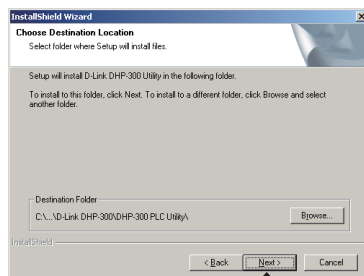 InstallShield Wizard
Choose Destination Location
Select folder where Setup will install files.
Setup will install D-Link DHP-300 Utility in the following folder.
To install to this folder, click Next. To install to a different folder, click Browse and select
another folder.
Destination Folder
C:\...\D-Link DHP-300\DHP-300 PLC Utility\
Browse...
InstallShield
< Back
Next >
Cancel